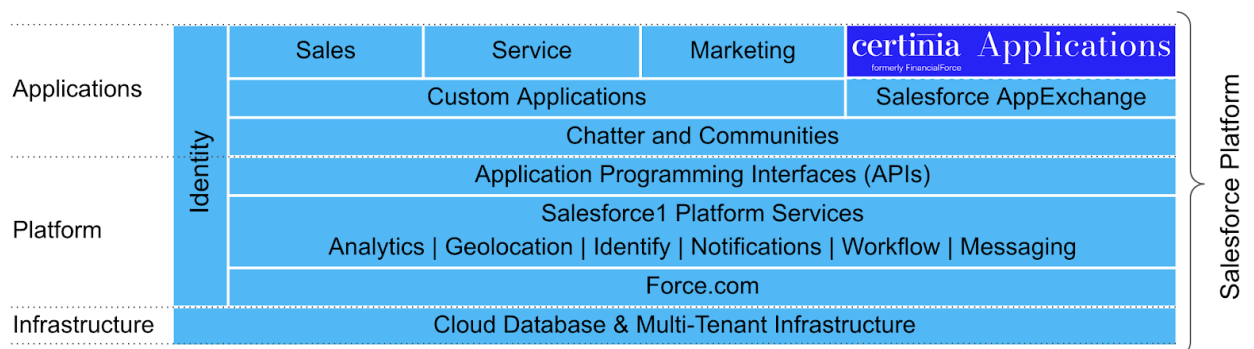 Applications
Platform
Infrastructure
Identity
Sales
Service
Marketing
certinia Applications
formerly FinancialForce
Custom Applications
Salesforce AppExchange
Chatter and Communities
Application Programming Interfaces (APIs)
Salesforce1 Platform Services
Analytics | Geolocation | Identify | Notifications | Workflow | Messaging
Force.com
Cloud Database & Multi-Tenant Infrastructure
Salesforce Platform